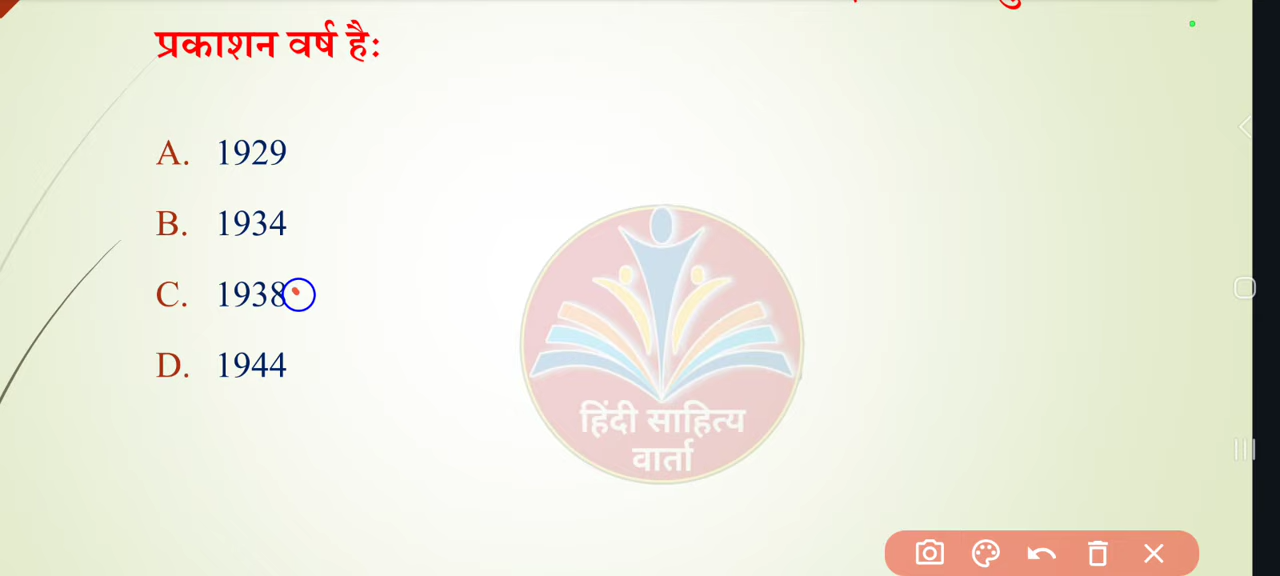 प्रकाशन वर्ष है:
A. 1929
B. 1934
C. 1938
D. 1944
हिंदी साहित्य
वार्ता